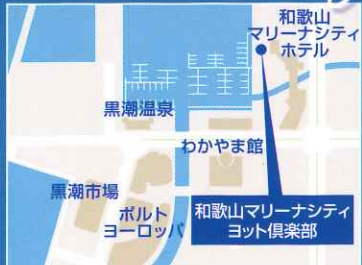 和歌山
マリーナシティ
ホテル
黒潮温泉
わかやま館
黒潮市場
ポルト
ヨーロッパ
和歌山マリーナシティ
ヨット倶楽部